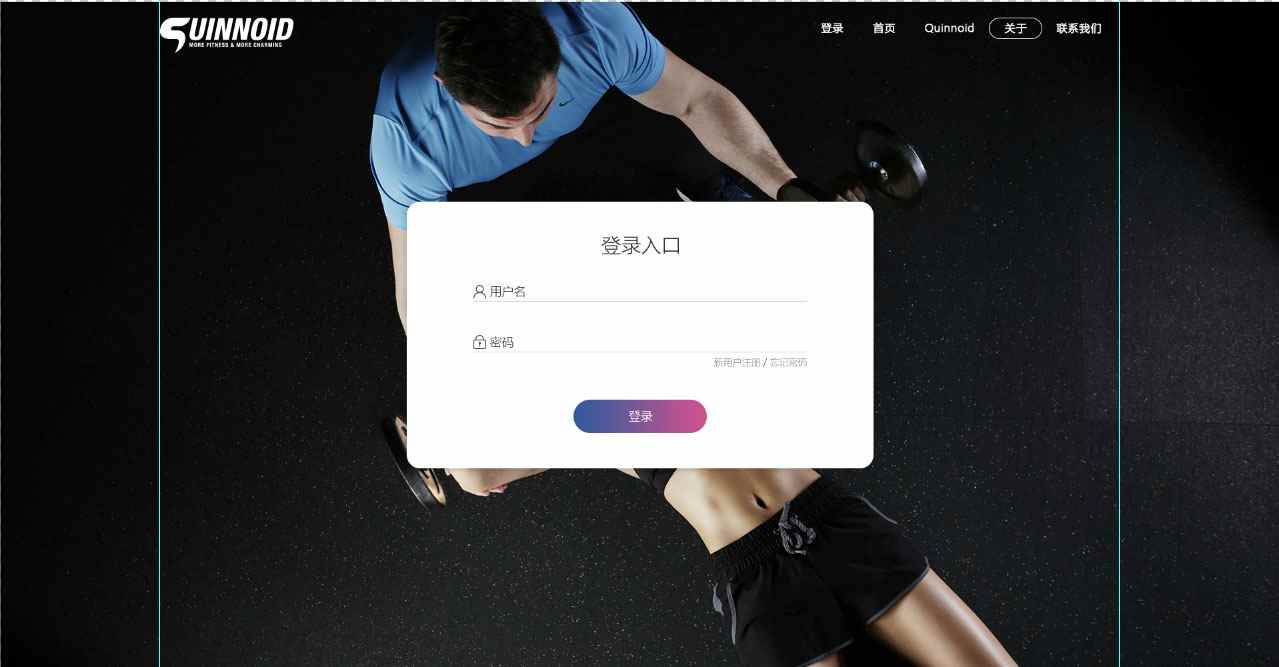 QUINNOID
MORE FITNESS & MORE CHARMING
登录 首页 Quinnoid 关于 联系我们
登录入口
用户名
密码
新用户注册 / 忘记密码
登录